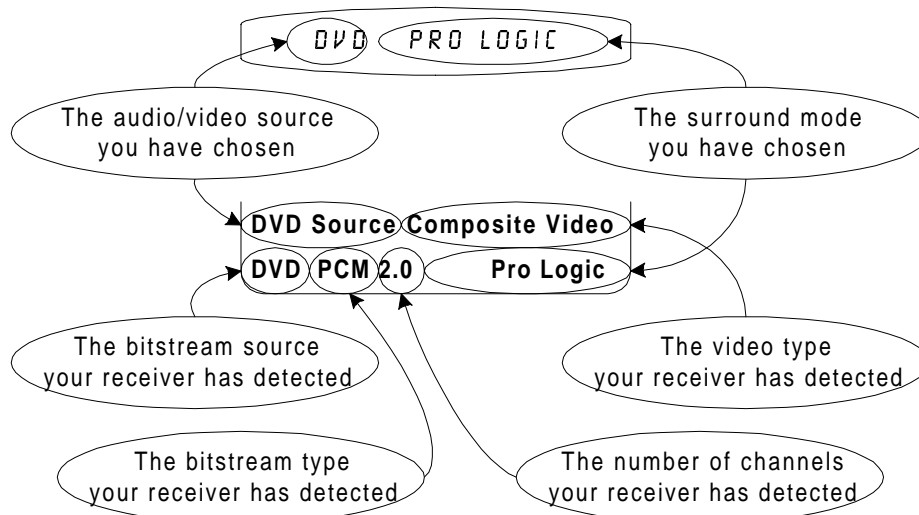 DVD PRO LOGIC
The audio/video source
you have chosen
The surround mode
you have chosen
DVD Source Composite Video
DVD PCM 2.0 Pro Logic
The bitstream source
your receiver has detected
The video type
your receiver has detected
The bitstream type
your receiver has detected
The number of channels
your receiver has detected